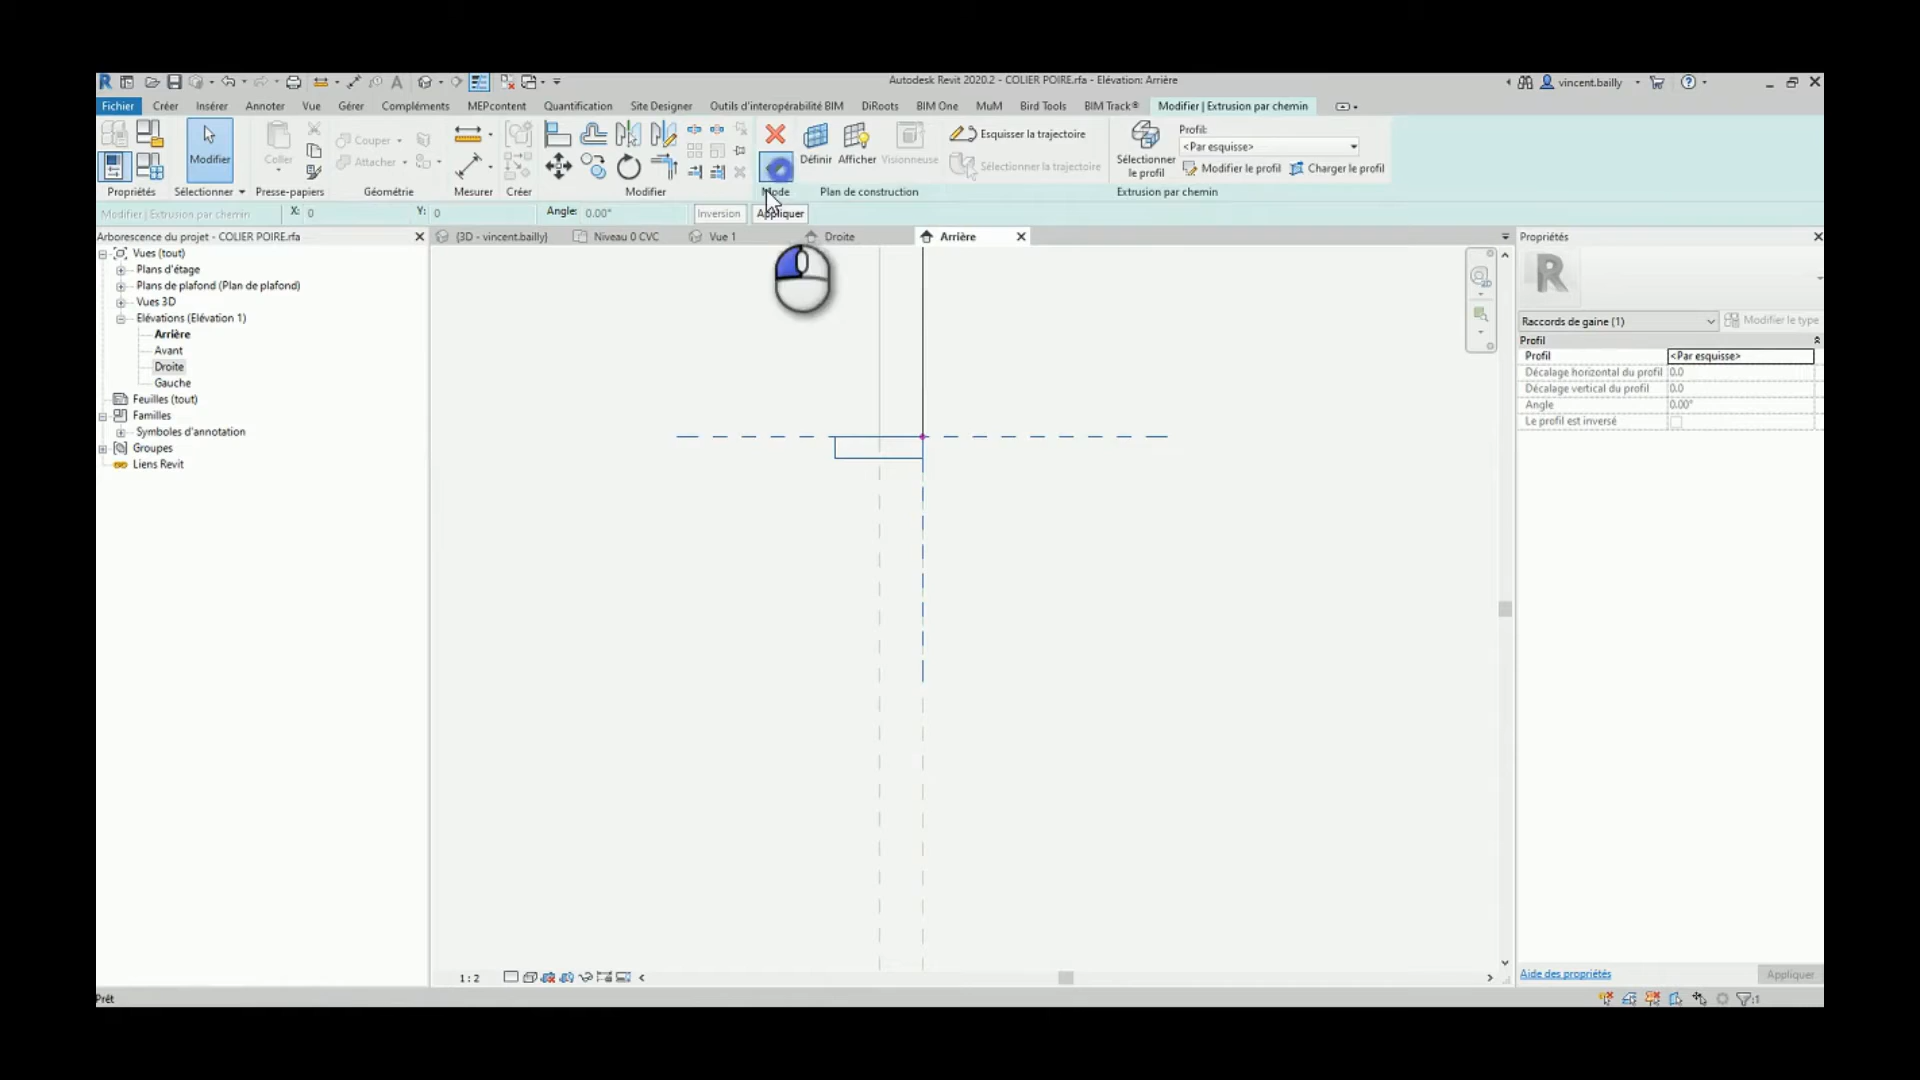 Autodesk Revit 2020.2 - COLIER POIRE.rfa - Elévation: Arrière
vincent.bailly
Fichier Créer Insérer Annoter Vue Gérer Compléments MEPcontent Quantification Site Designer Outils d'interopérabilité BIM DiRoots BIM One MuM Bird Tools BIM Track® Modifier | Extrusion par chemin
Modifier
Coller
Couper
Attacher
Définir Afficher Visionneuse
Esquisser la trajectoire
Sélectionner la trajectoire
Sélectionner le profil
Profil:
<Par esquisse>
Modifier le profil Charger le profil
Propriétés Sélectionner Presse-papiers Géométrie Mesurer Créer Modifier Mode Plan de construction Extrusion par chemin
Modifier | Extrusion par chemin X: 0 Y: 0 Angle: 0.00° Inversion Appliquer
Arborescence du projet - COLIER POIRE.rfa
{3D - vincent.bailly} Niveau 0 CVC Vue 1 Droite Arrière
Propriétés
Vues (tout)
Plans d'étage
Plans de plafond (Plan de plafond)
Vues 3D
Elévations (Elévation 1)
Arrière
Avant
Droite
Gauche
Feuilles (tout)
Familles
Symboles d'annotation
Groupes
Liens Revit
R
Raccords de gaine (1) Modifier le type
Profil
Profil <Par esquisse>
Décalage horizontal du profil 0.0
Décalage vertical du profil 0.0
Angle 0.00°
Le profil est inversé
1 : 2
Aide des propriétés Appliquer
Prêt
:1